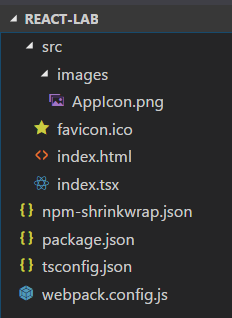 REACT-LAB
src
images
AppIcon.png
favicon.ico
index.html
index.tsx
npm-shrinkwrap.json
package.json
tsconfig.json
webpack.config.js